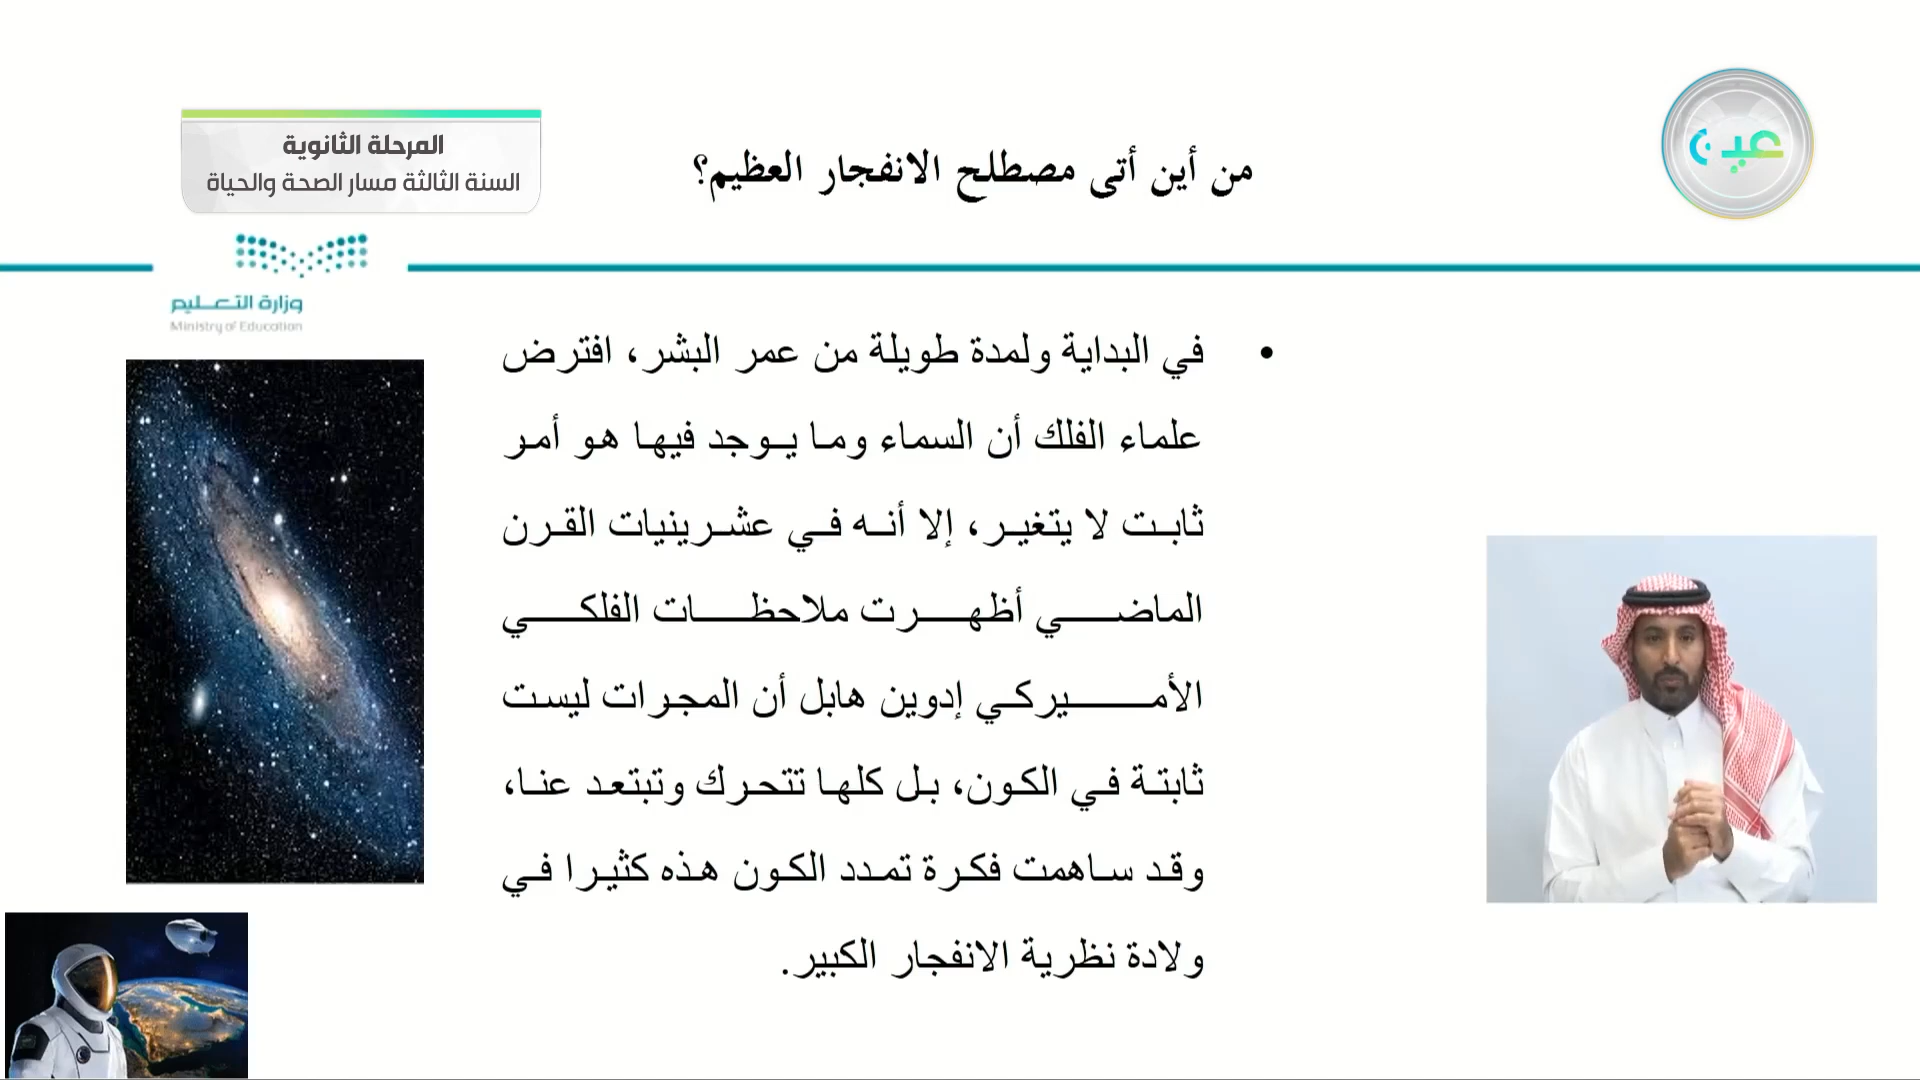 المرحلة الثانوية
السنة الثالثة مسار الصحة والحياة
من أين أتى مصطلح الانفجار العظيم؟
عين
وزارة التعليم
Ministry of Education
• في البداية ولمدة طويلة من عمر البشر، افترض
علماء الفلك أن السماء وما يوجد فيها هو أمر
ثابت لا يتغير، إلا أنه في عشرينيات القرن
الماضي أظهرت ملاحظات الفلكي
الأميركي إدوين هابل أن المجرات ليست
ثابتة في الكون، بل كلها تتحرك وتبتعد عنا،
وقد ساهمت فكرة تمدد الكون هذه كثيرا في
ولادة نظرية الانفجار الكبير.